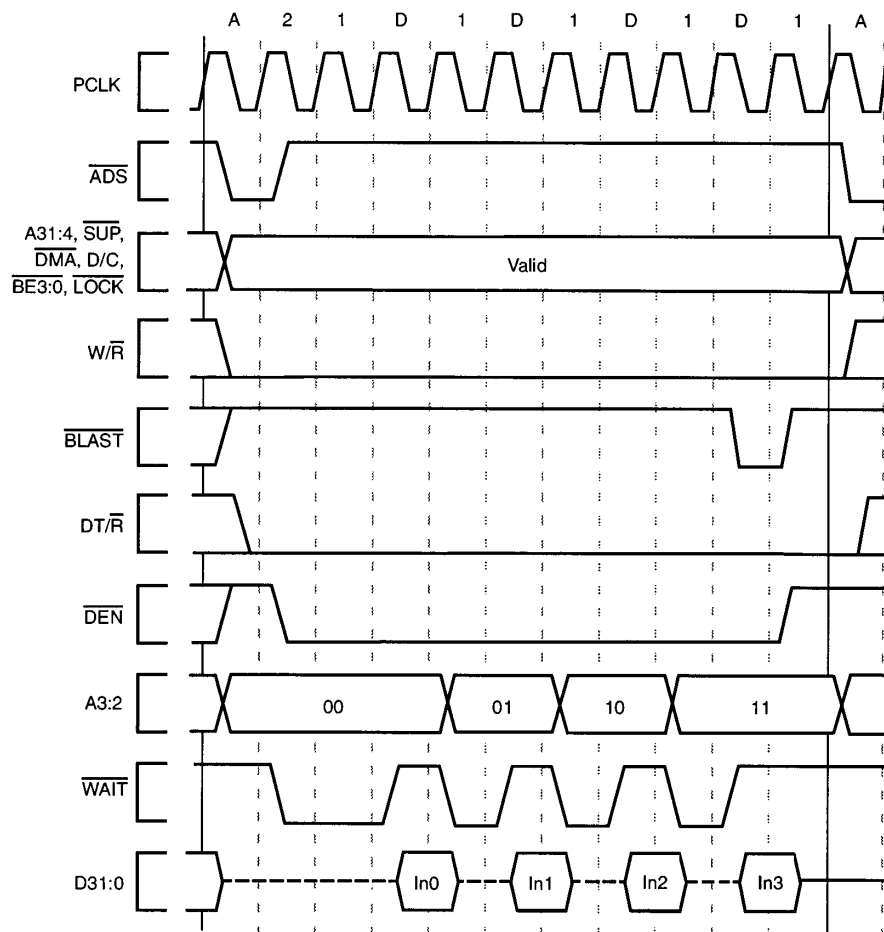 A 2 1 D 1 D 1 D 1 D 1 A
PCLK
ADS
A31:4, SUP,
DMA, D/C,
BE3:0, LOCK
Valid
W/R
BLAST
DT/R
DEN
A3:2
00 01 10 11
WAIT
D31:0
In0 In1 In2 In3